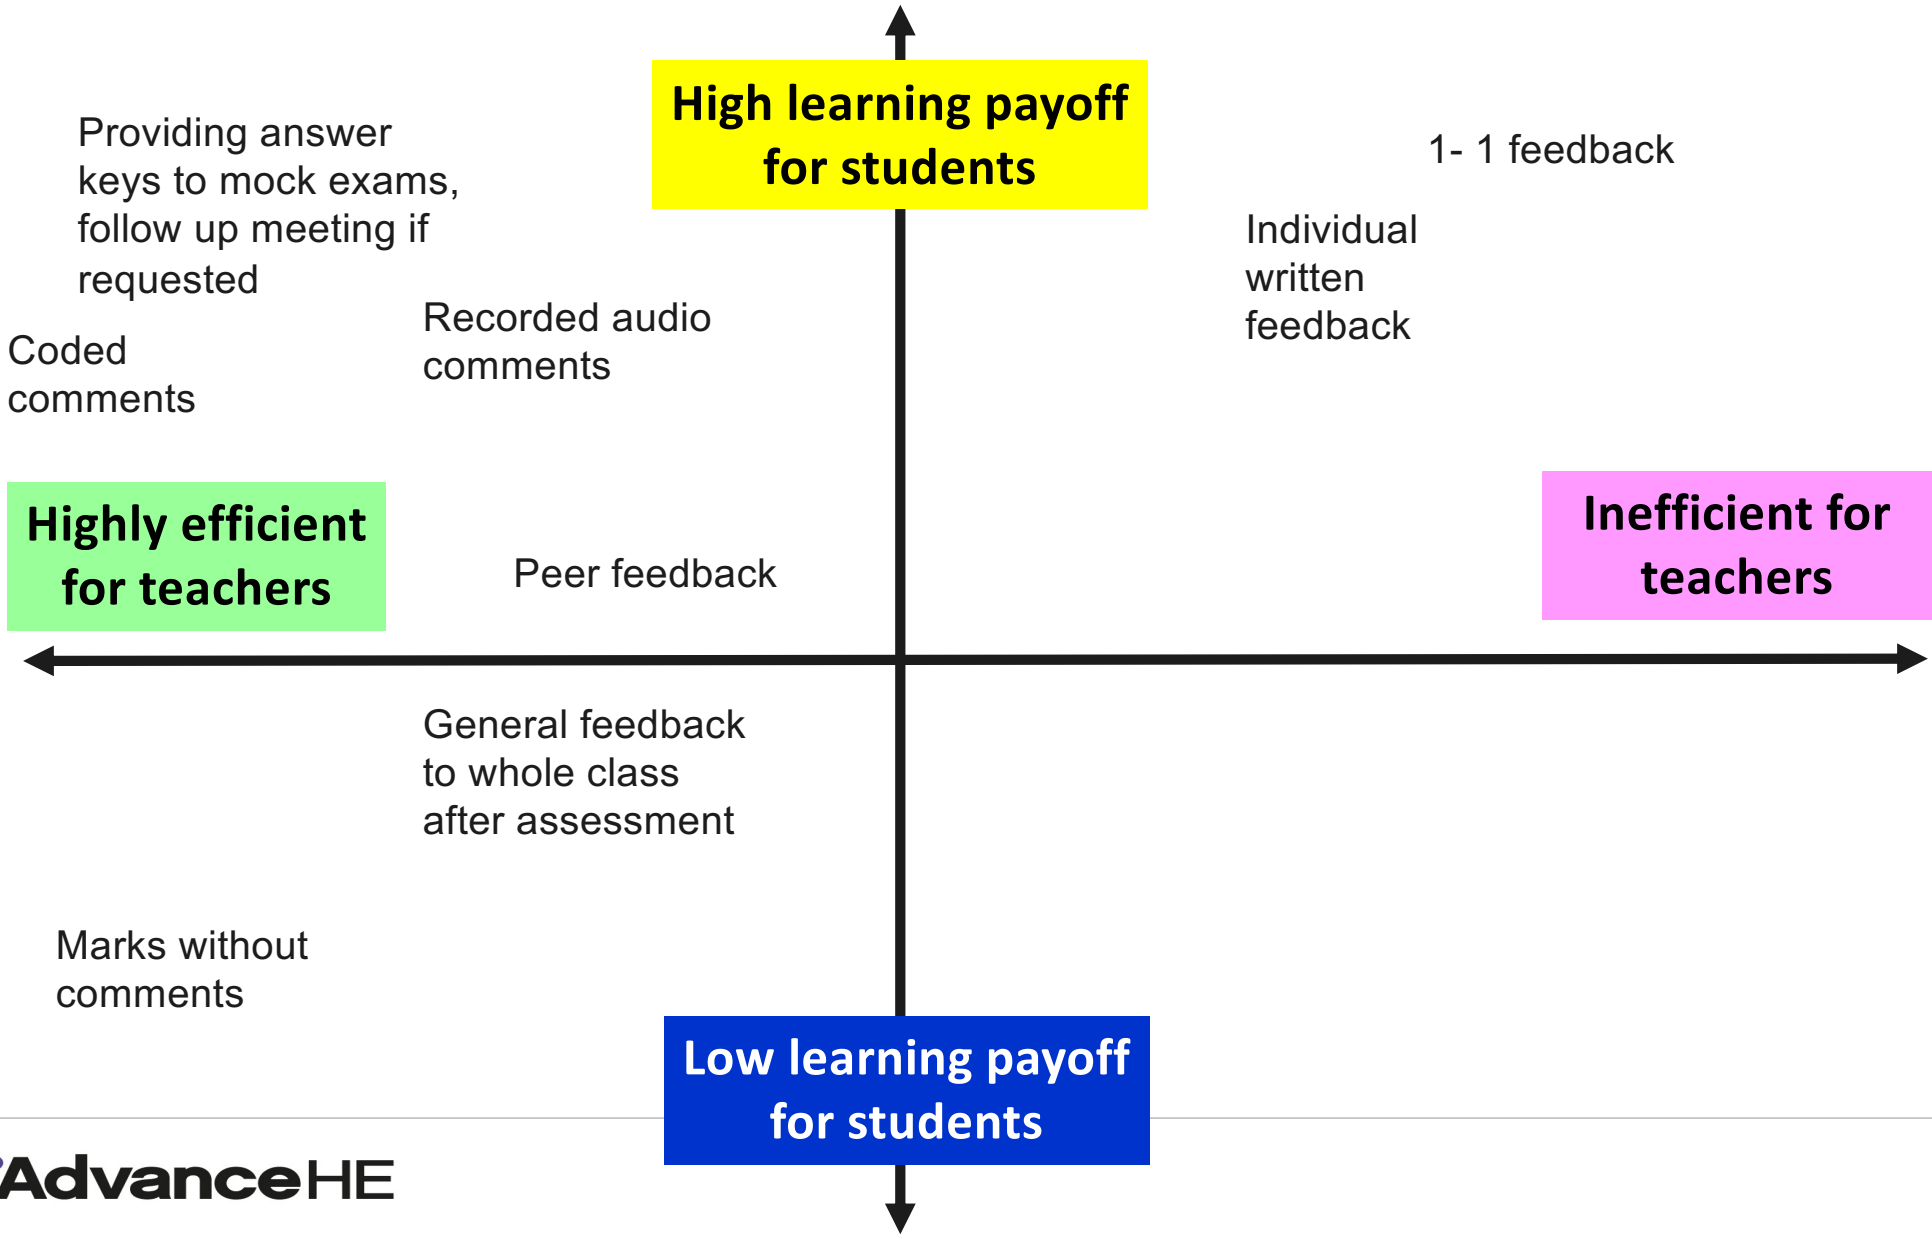 High learning payoff
for students
Providing answer
keys to mock exams,
follow up meeting if
requested
1- 1 feedback
Individual
written
feedback
Recorded audio
comments
Coded
comments
Highly efficient
for teachers
Inefficient for
teachers
Peer feedback
General feedback
to whole class
after assessment
Marks without
comments
Low learning payoff
for students
AdvanceHE